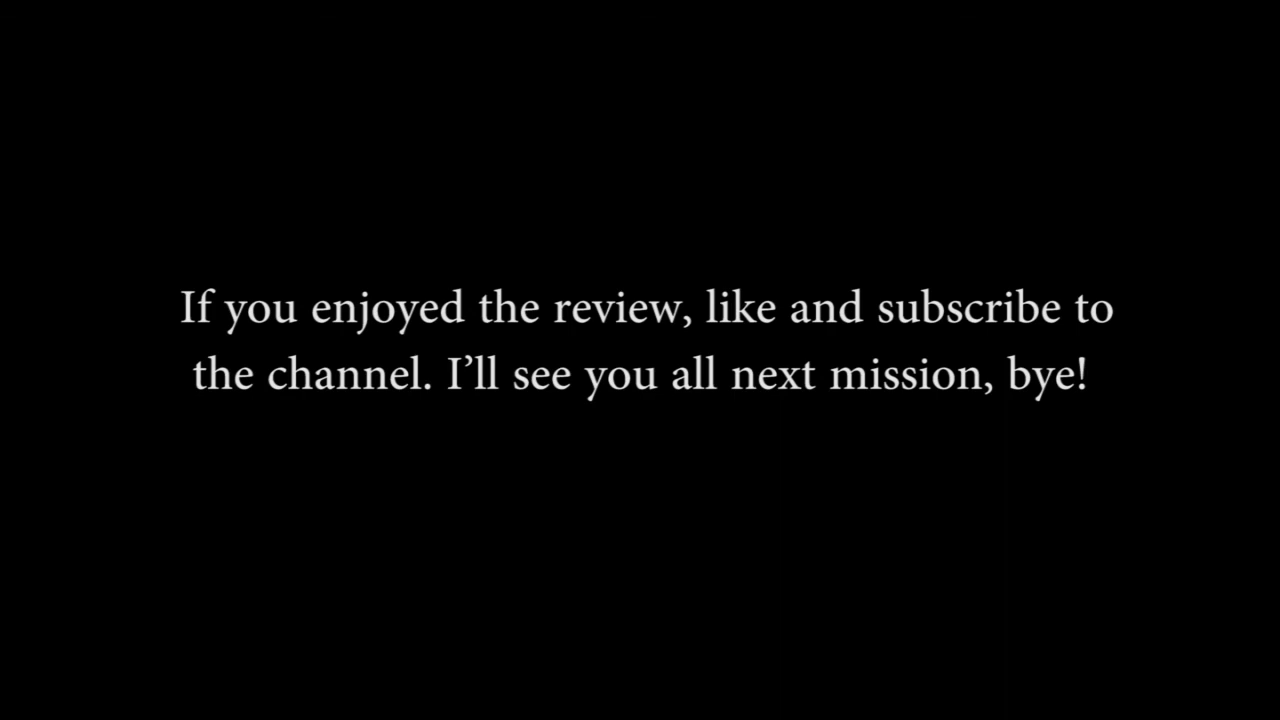 If you enjoyed the review, like and subscribe to
the channel. I’ll see you all next mission, bye!